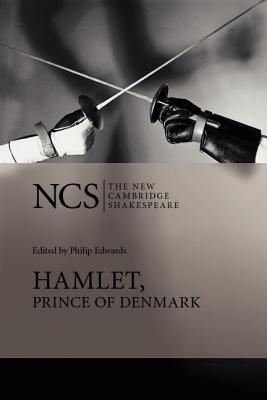 NCS
THE NEW
CAMBRIDGE
SHAKESPEARE
Edited by Philip Edwards
HAMLET,
PRINCE OF DENMARK